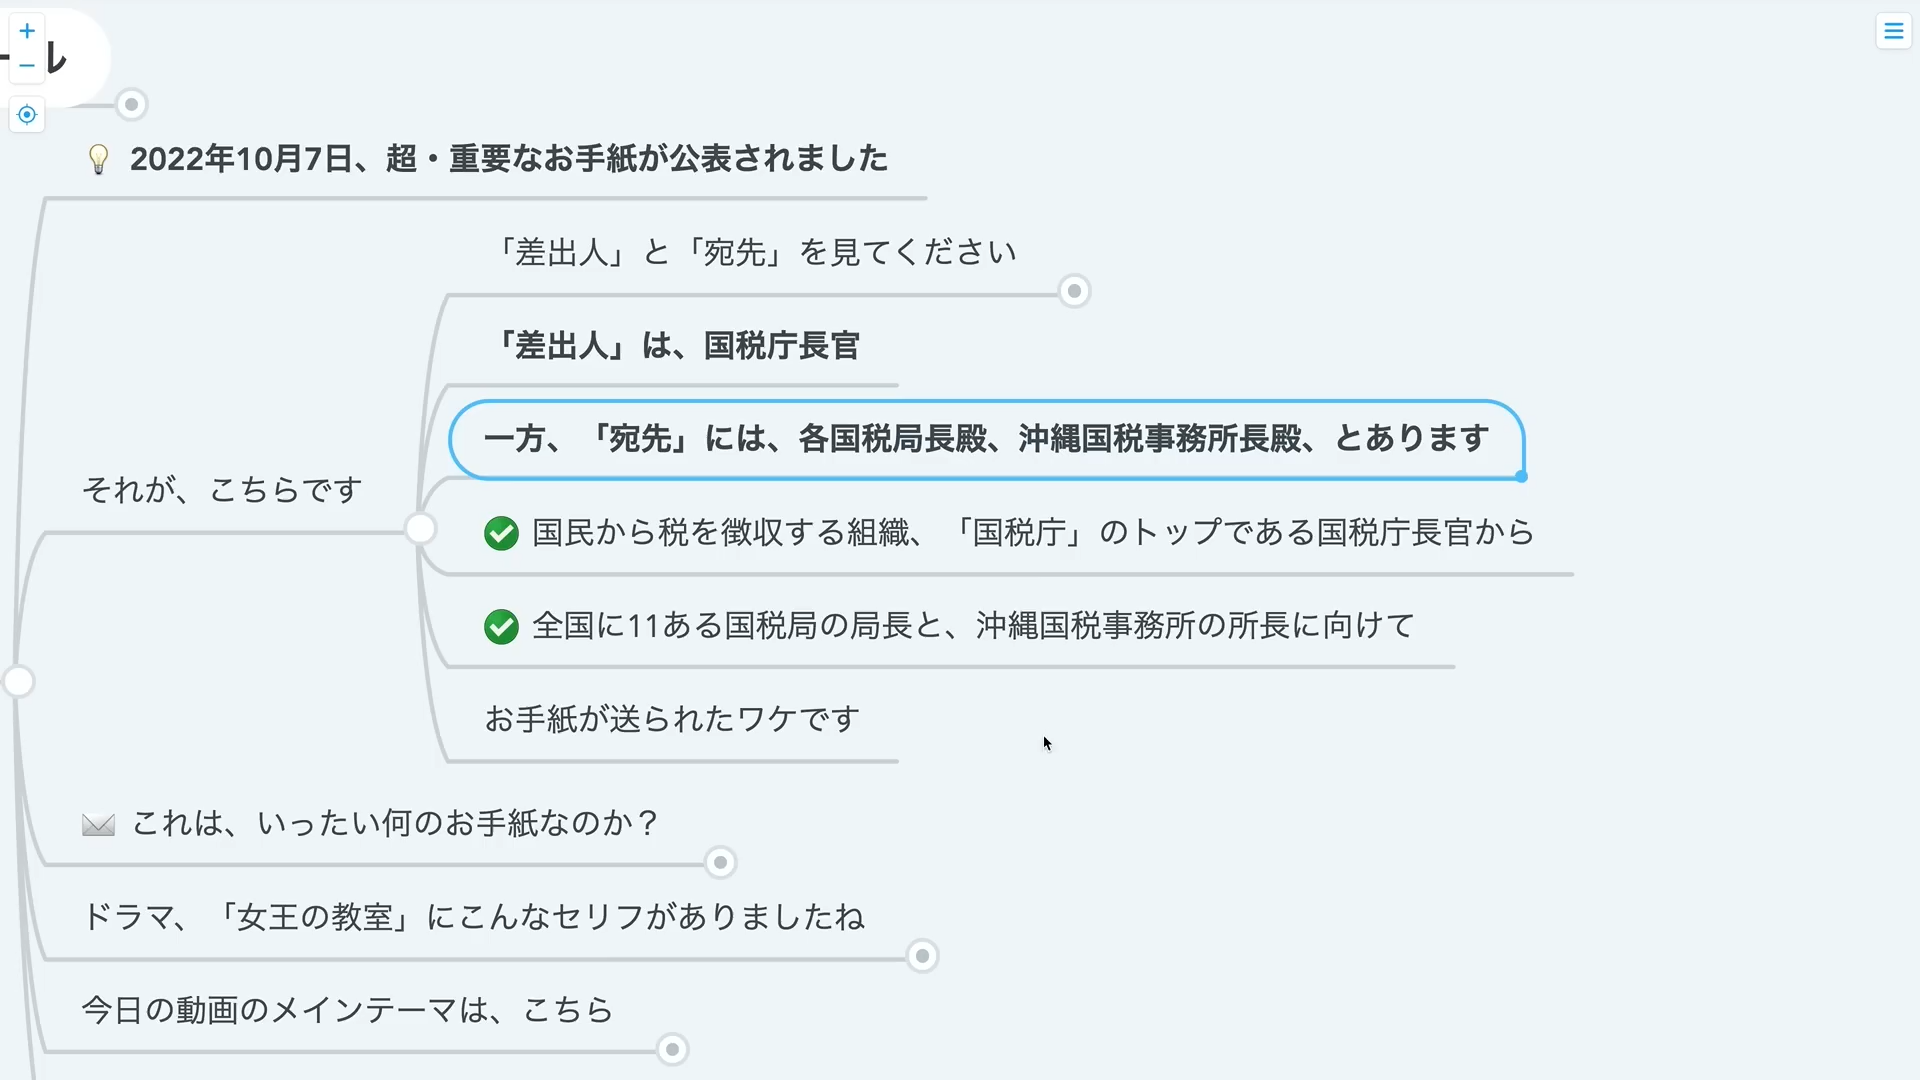 ール
2022年10月7日、超・重要なお手紙が公表されました
「差出人」と「宛先」を見てください
「差出人」は、国税庁長官
一方、「宛先」には、各国税局長殿、沖縄国税事務所長殿、とあります
それが、こちらです
国民から税を徴収する組織、「国税庁」のトップである国税庁長官から
全国に11ある国税局の局長と、沖縄国税事務所の所長に向けて
お手紙が送られたワケです
これは、いったい何のお手紙なのか？
ドラマ、「女王の教室」にこんなセリフがありましたね
今日の動画のメインテーマは、こちら